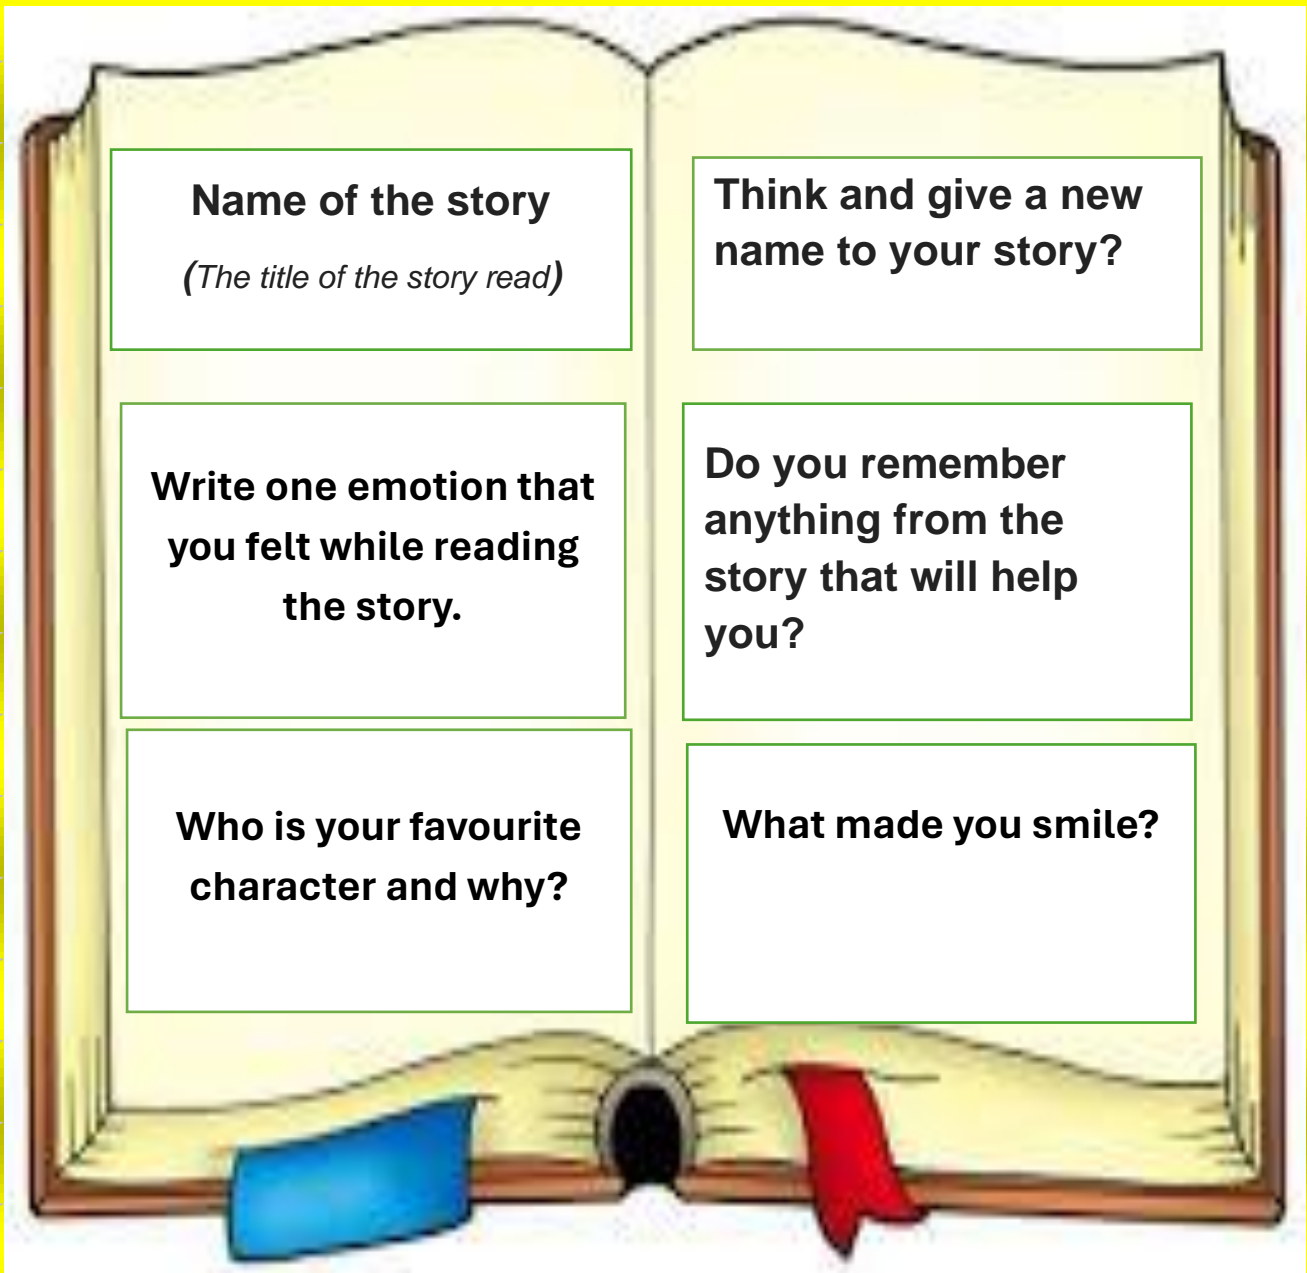 Name of the story
(The title of the story read)
Write one emotion that
you felt while reading
the story.
Who is your favourite
character and why?
Think and give a new
name to your story?
Do you remember
anything from the
story that will help
you?
What made you smile?